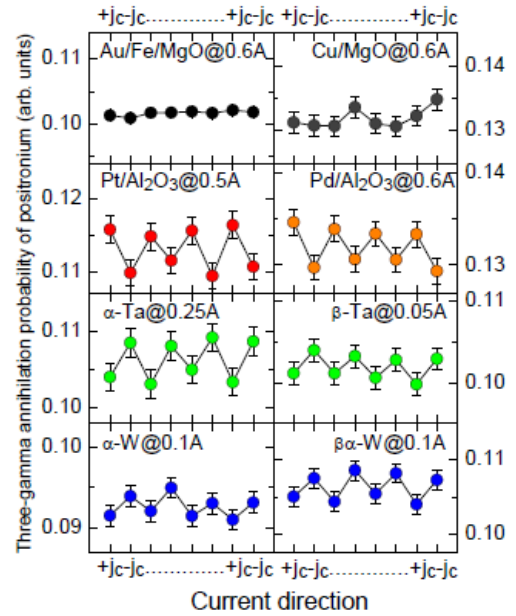 +jc-jc..............+jc-jc +jc-jc..............+jc-jc
Three-gamma annihilation probability of positronium (arb. units)
Au/Fe/MgO@0.6A Cu/MgO@0.6A
0.11 0.14
0.10 0.13
Pt/Al₂O₃@0.5A Pd/Al₂O₃@0.6A
0.14
0.12
0.11 0.13
α-Ta@0.25A β-Ta@0.05A
0.11
0.11
0.10 0.10
α-W@0.1A βα-W@0.1A
0.10
0.11
0.09 0.10
+jc-jc..............+jc-jc +jc-jc..............+jc-jc
Current direction